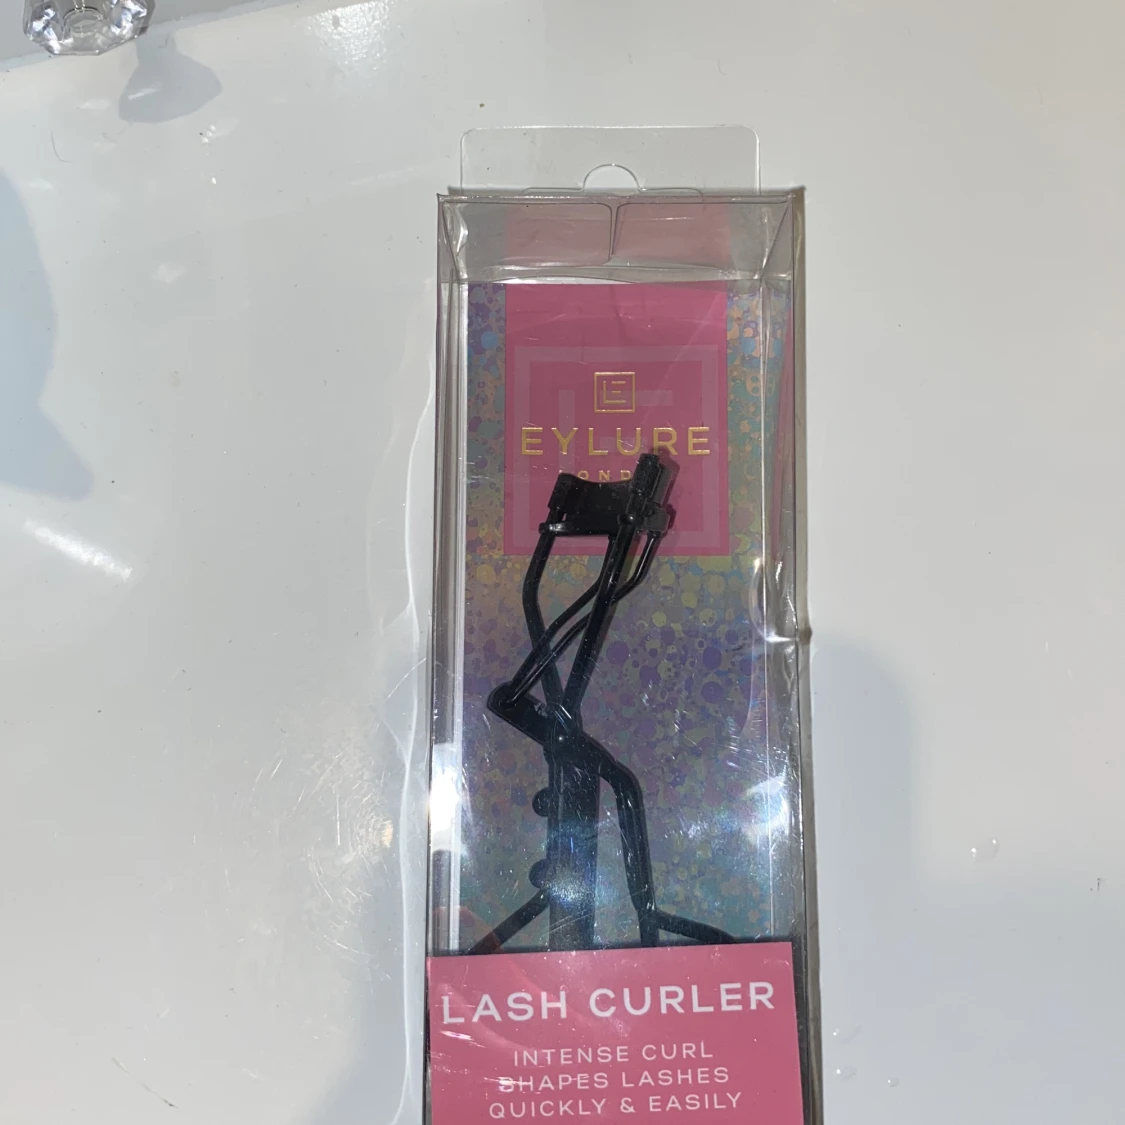 EYLURE
LASH CURLER
INTENSE CURL
SHAPES LASHES
QUICKLY & EASILY